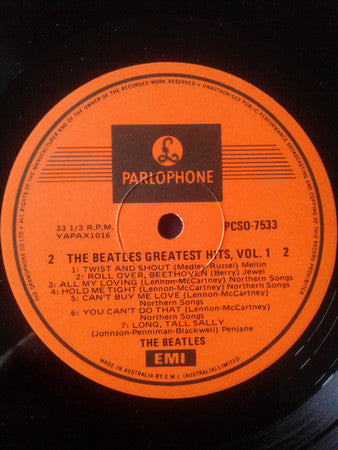 ALL RIGHTS OF THE MANUFACTURER AND OF THE OWNER OF THE RECORDED WORK RESERVED • UNAUTHORISED PUBLIC PERFORMANCE BROADCASTING AND COPYING OF THIS RECORD PROHIBITED
THE GRAMOPHONE CO LTD
£
PARLOPHONE
33 1/3 R.P.M.
YAPAX1016
PCSO-7533
2 THE BEATLES GREATEST HITS, VOL. 1 2
1: TWIST AND SHOUT (Medley-Russel) Mellin
2: ROLL OVER, BEETHOVEN (Berry) Jewel
3: ALL MY LOVING (Lennon-McCartney) Northern Songs
4: HOLD ME TIGHT (Lennon-McCartney) Northern Songs
5: CAN'T BUY ME LOVE (Lennon-McCartney)
Northern Songs
6: YOU CAN'T DO THAT (Lennon-McCartney)
Northern Songs
7: LONG, TALL SALLY
(Johnson-Penniman-Blackwell) Penjane
THE BEATLES
EMI
MADE IN AUSTRALIA BY E M I (AUSTRALIA) LIMITED